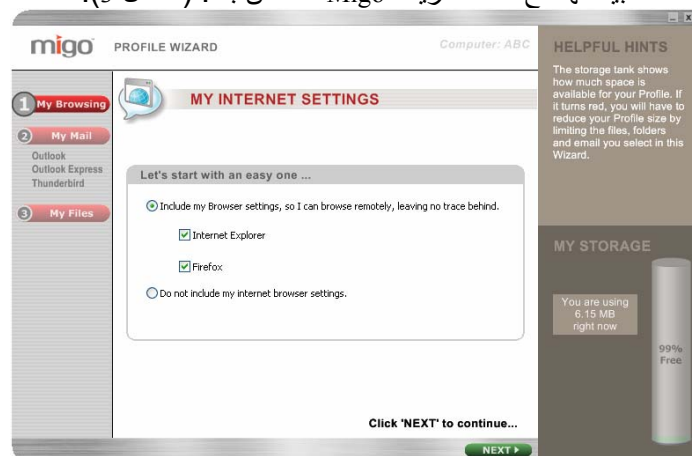 Migo
migo
PROFILE WIZARD
Computer: ABC
1 My Browsing
2 My Mail
Outlook
Outlook Express
Thunderbird
3 My Files
MY INTERNET SETTINGS
Let's start with an easy one ...
Include my Browser settings, so I can browse remotely, leaving no trace behind.
Internet Explorer
Firefox
Do not include my internet browser settings.
Click 'NEXT' to continue...
NEXT
HELPFUL HINTS
The storage tank shows
how much space is
available for your Profile. If
it turns red, you will have to
reduce your Profile size by
limiting the files, folders
and email you select in this
Wizard.
MY STORAGE
You are using
6.15 MB
right now
99%
Free